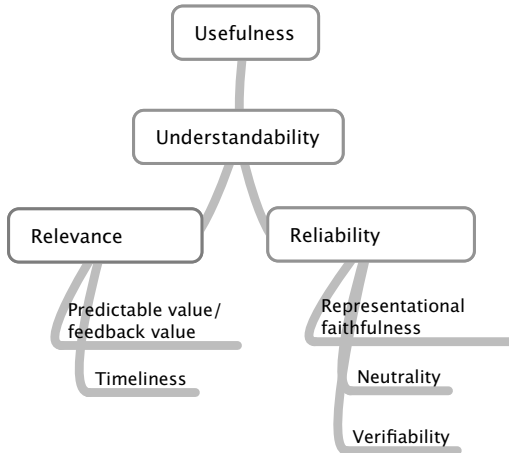 Usefulness
Understandability
Relevance
Reliability
Predictable value/
feedback value
Timeliness
Representational
faithfulness
Neutrality
Verifiability